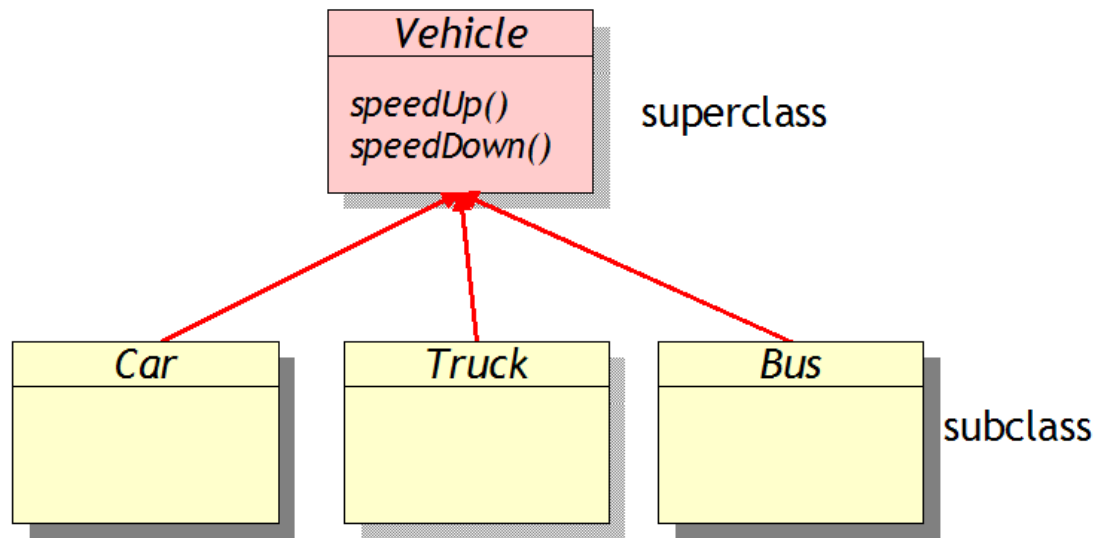 Vehicle
speedUp()
speedDown()
superclass
Car
Truck
Bus
subclass